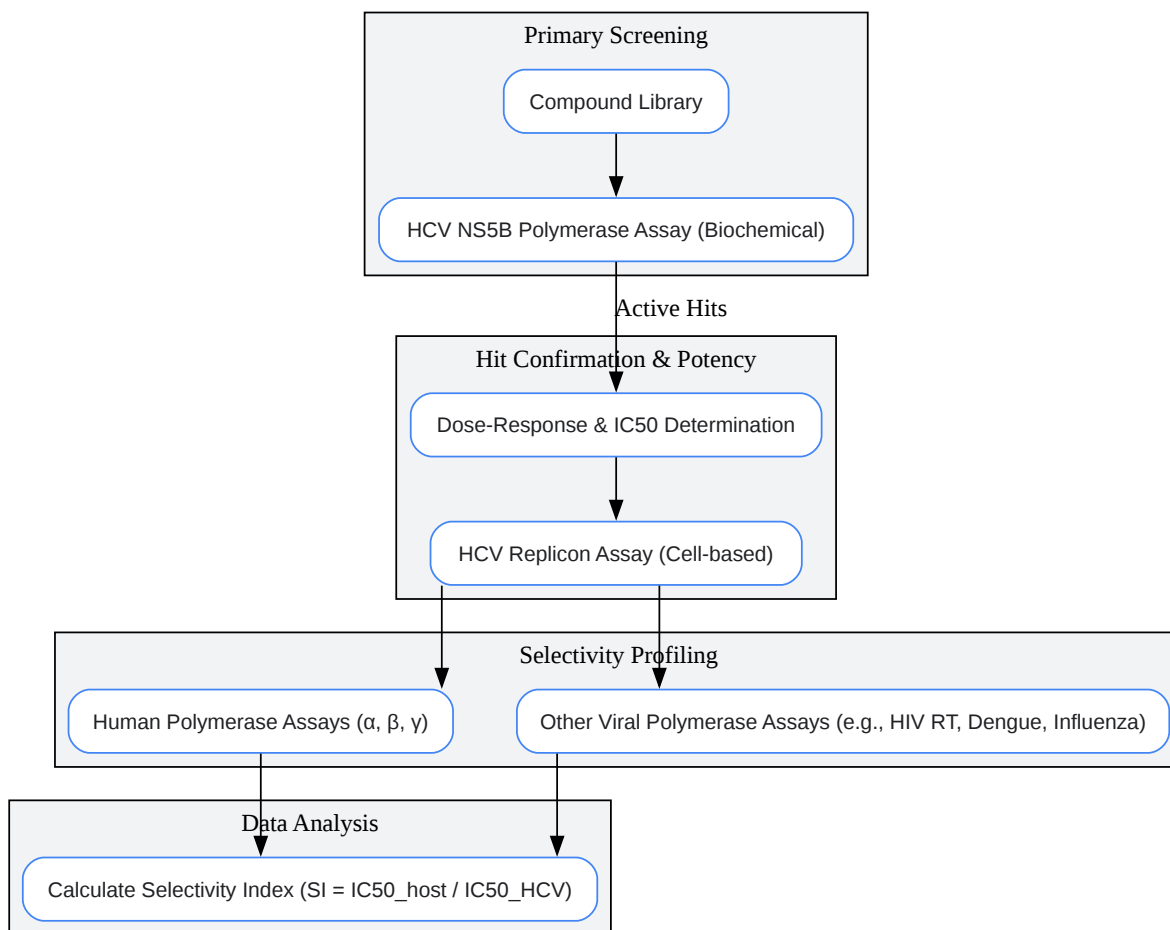 Primary Screening
Compound Library
HCV NS5B Polymerase Assay (Biochemical)
Active Hits
Hit Confirmation & Potency
Dose-Response & IC50 Determination
HCV Replicon Assay (Cell-based)
Selectivity Profiling
Human Polymerase Assays (α, β, γ)
Other Viral Polymerase Assays (e.g., HIV RT, Dengue, Influenza)
Data Analysis
Calculate Selectivity Index (SI = IC50_host / IC50_HCV)